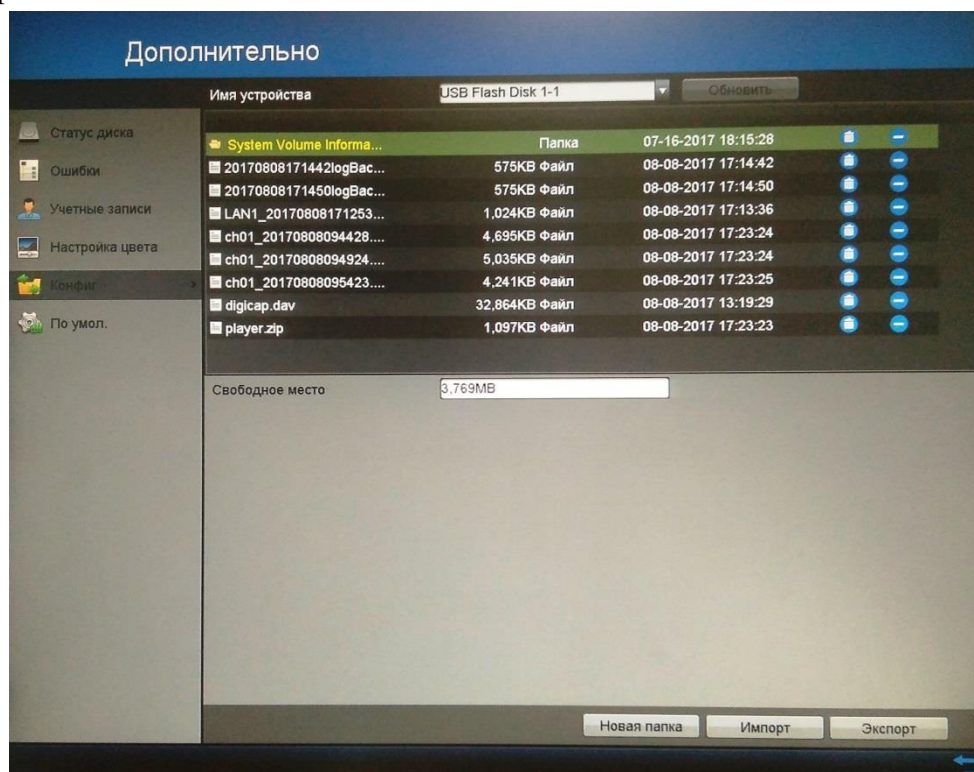 Дополнительно
Имя устройства USB Flash Disk 1-1 Обновить
Статус диска
Ошибки
Учетные записи
Настройка цвета
Конфиг
По умол.
System Volume Informa... Папка 07-16-2017 18:15:28
20170808171442logBac... 575KB Файл 08-08-2017 17:14:42
20170808171450logBac... 575KB Файл 08-08-2017 17:14:50
LAN1_20170808171253... 1,024KB Файл 08-08-2017 17:13:36
ch01_20170808094428.... 4,695KB Файл 08-08-2017 17:23:24
ch01_20170808094924.... 5,035KB Файл 08-08-2017 17:23:24
ch01_20170808095423.... 4,241KB Файл 08-08-2017 17:23:25
digicap.dav 32,864KB Файл 08-08-2017 13:19:29
player.zip 1,097KB Файл 08-08-2017 17:23:23
Свободное место 3,769MB
Новая папка Импорт Экспорт